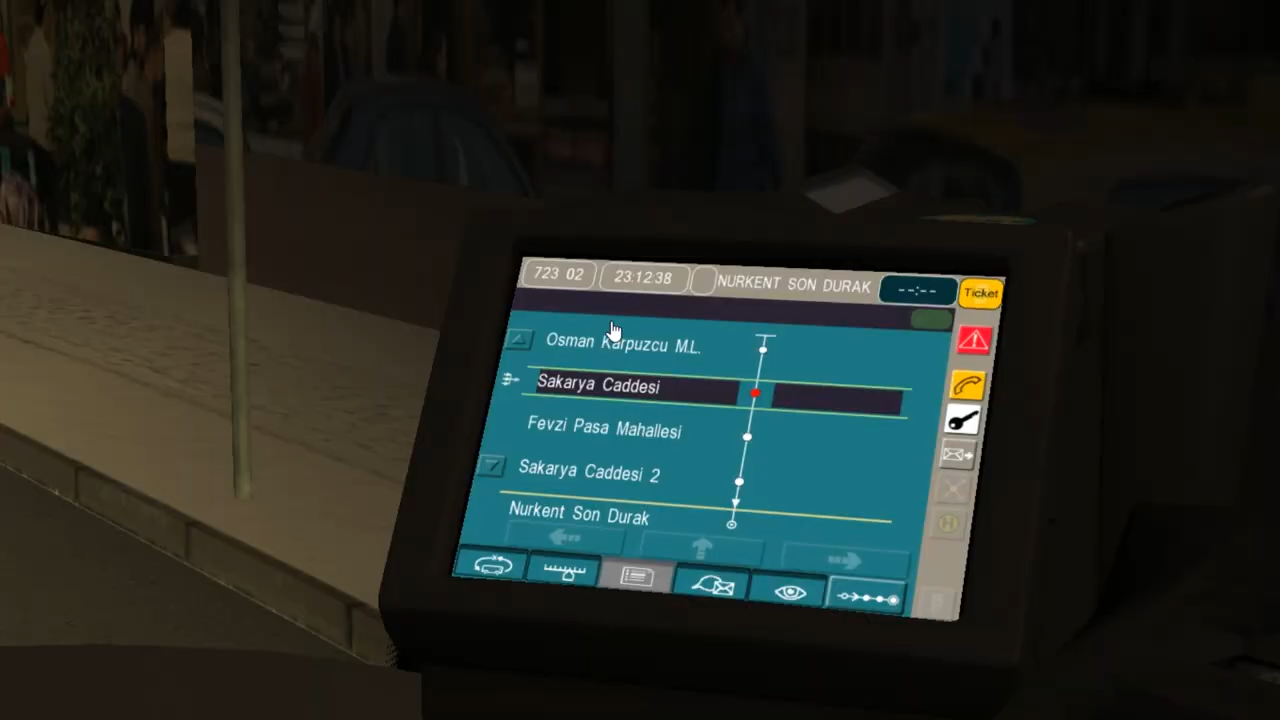 723 02 23:12:38 NURKENT SON DURAK --:-- Ticket
Osman Karpuzcu M.L.
Sakarya Caddesi
Fevzi Pasa Mahallesi
Sakarya Caddesi 2
Nurkent Son Durak